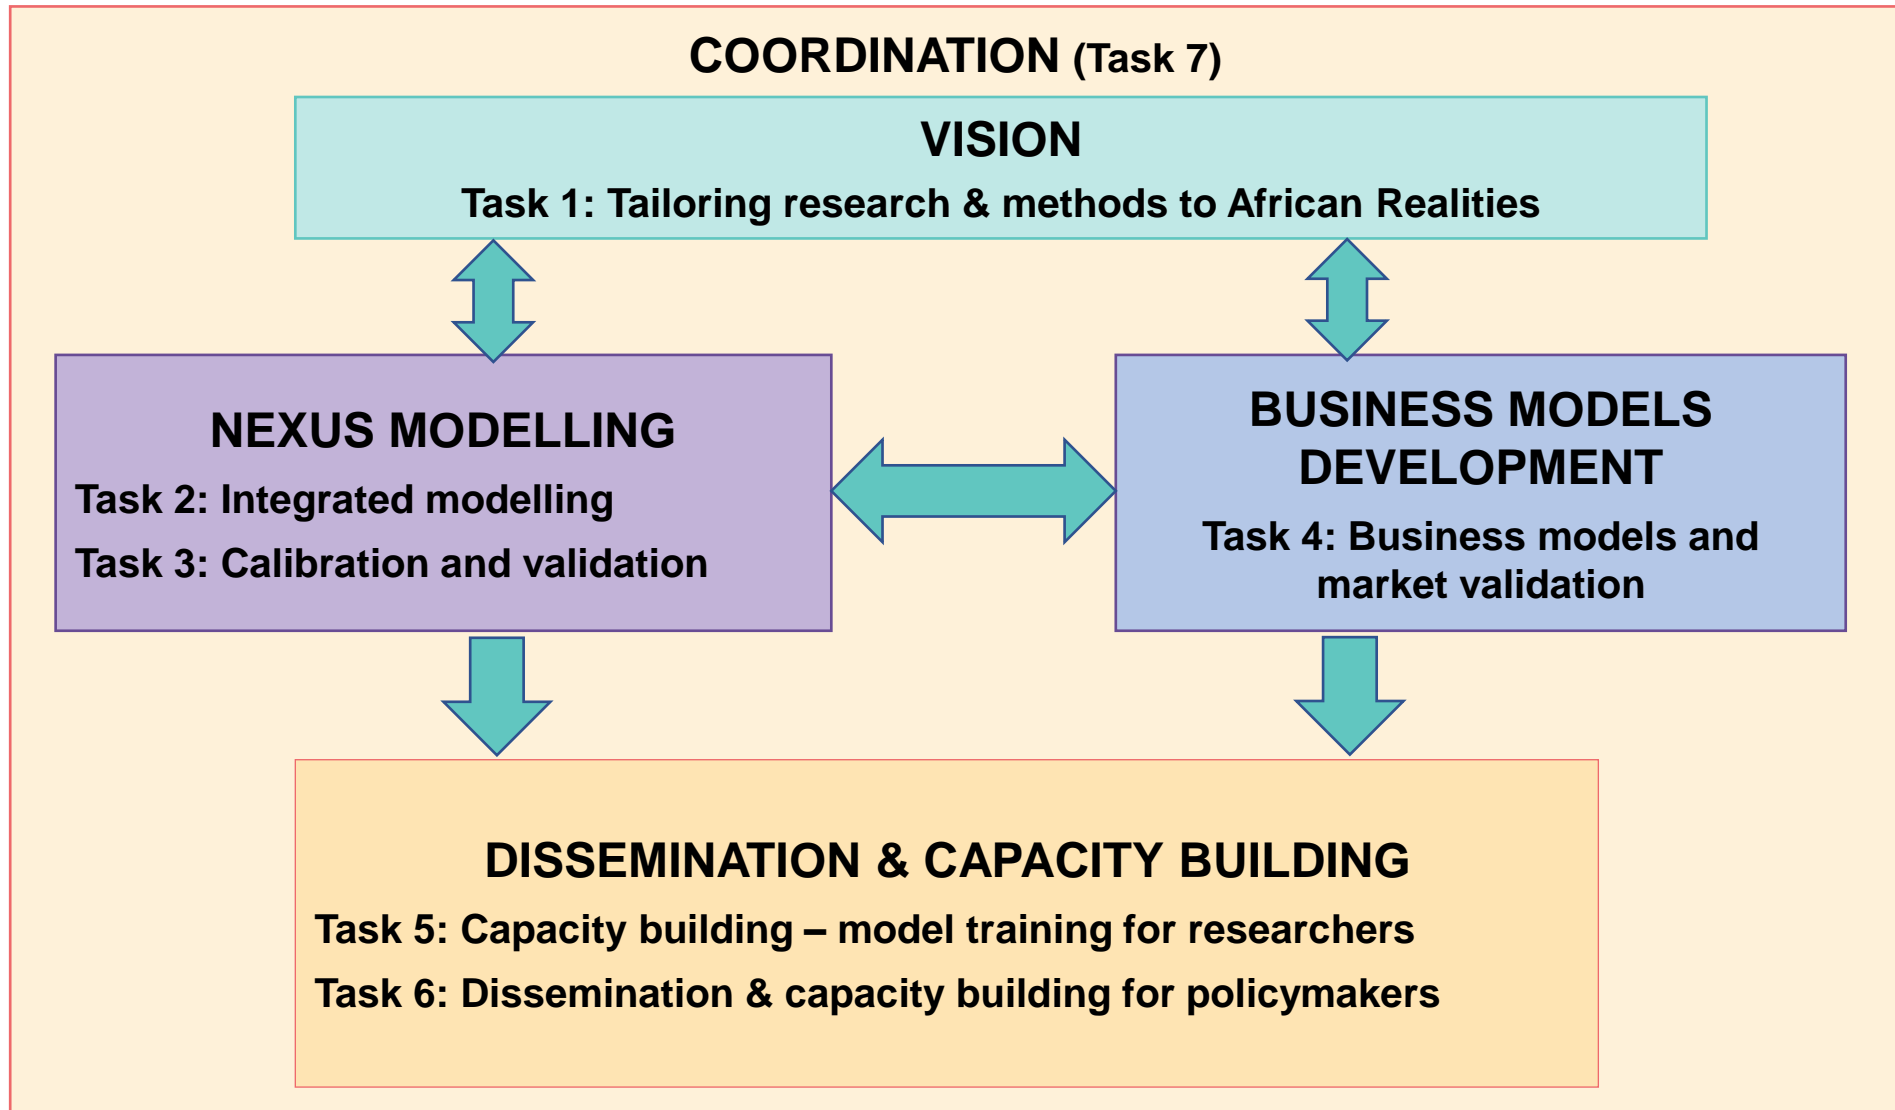 COORDINATION (Task 7)
VISION
Task 1: Tailoring research & methods to African Realities
NEXUS MODELLING
Task 2: Integrated modelling
Task 3: Calibration and validation
BUSINESS MODELS
DEVELOPMENT
Task 4: Business models and
market validation
DISSEMINATION & CAPACITY BUILDING
Task 5: Capacity building – model training for researchers
Task 6: Dissemination & capacity building for policymakers